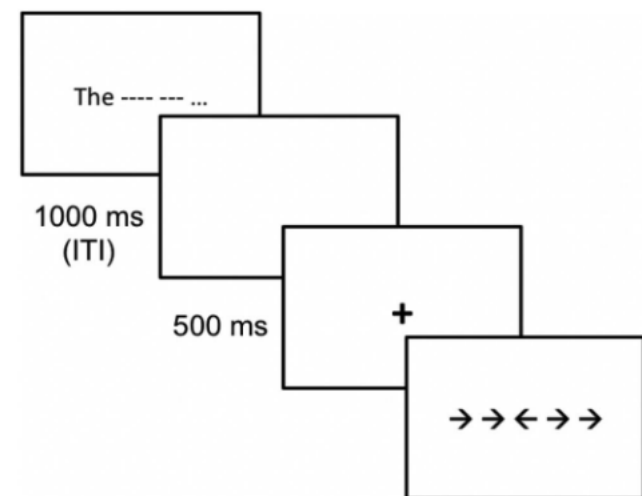 The ---- --- ...
1000 ms
(ITI)
500 ms
+
→→←→→